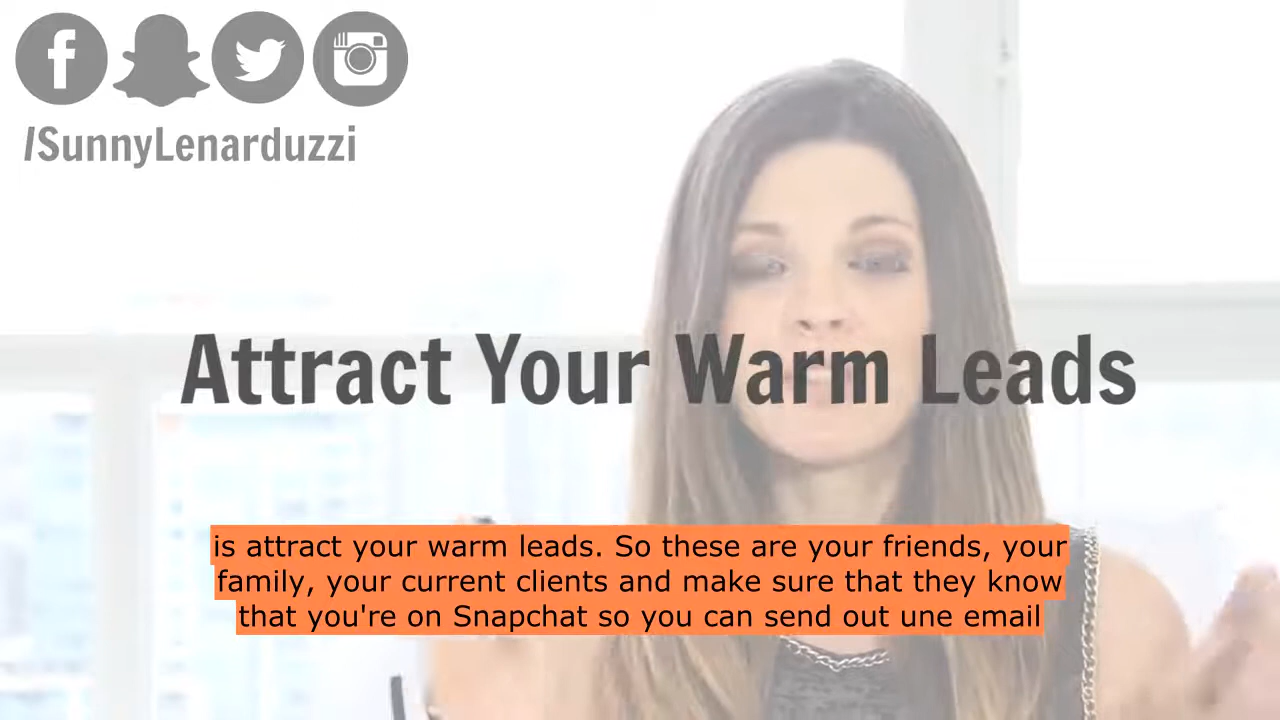 /SunnyLenarduzzi
Attract Your Warm Leads
is attract your warm leads. So these are your friends, your
family, your current clients and make sure that they know
that you're on Snapchat so you can send out une email